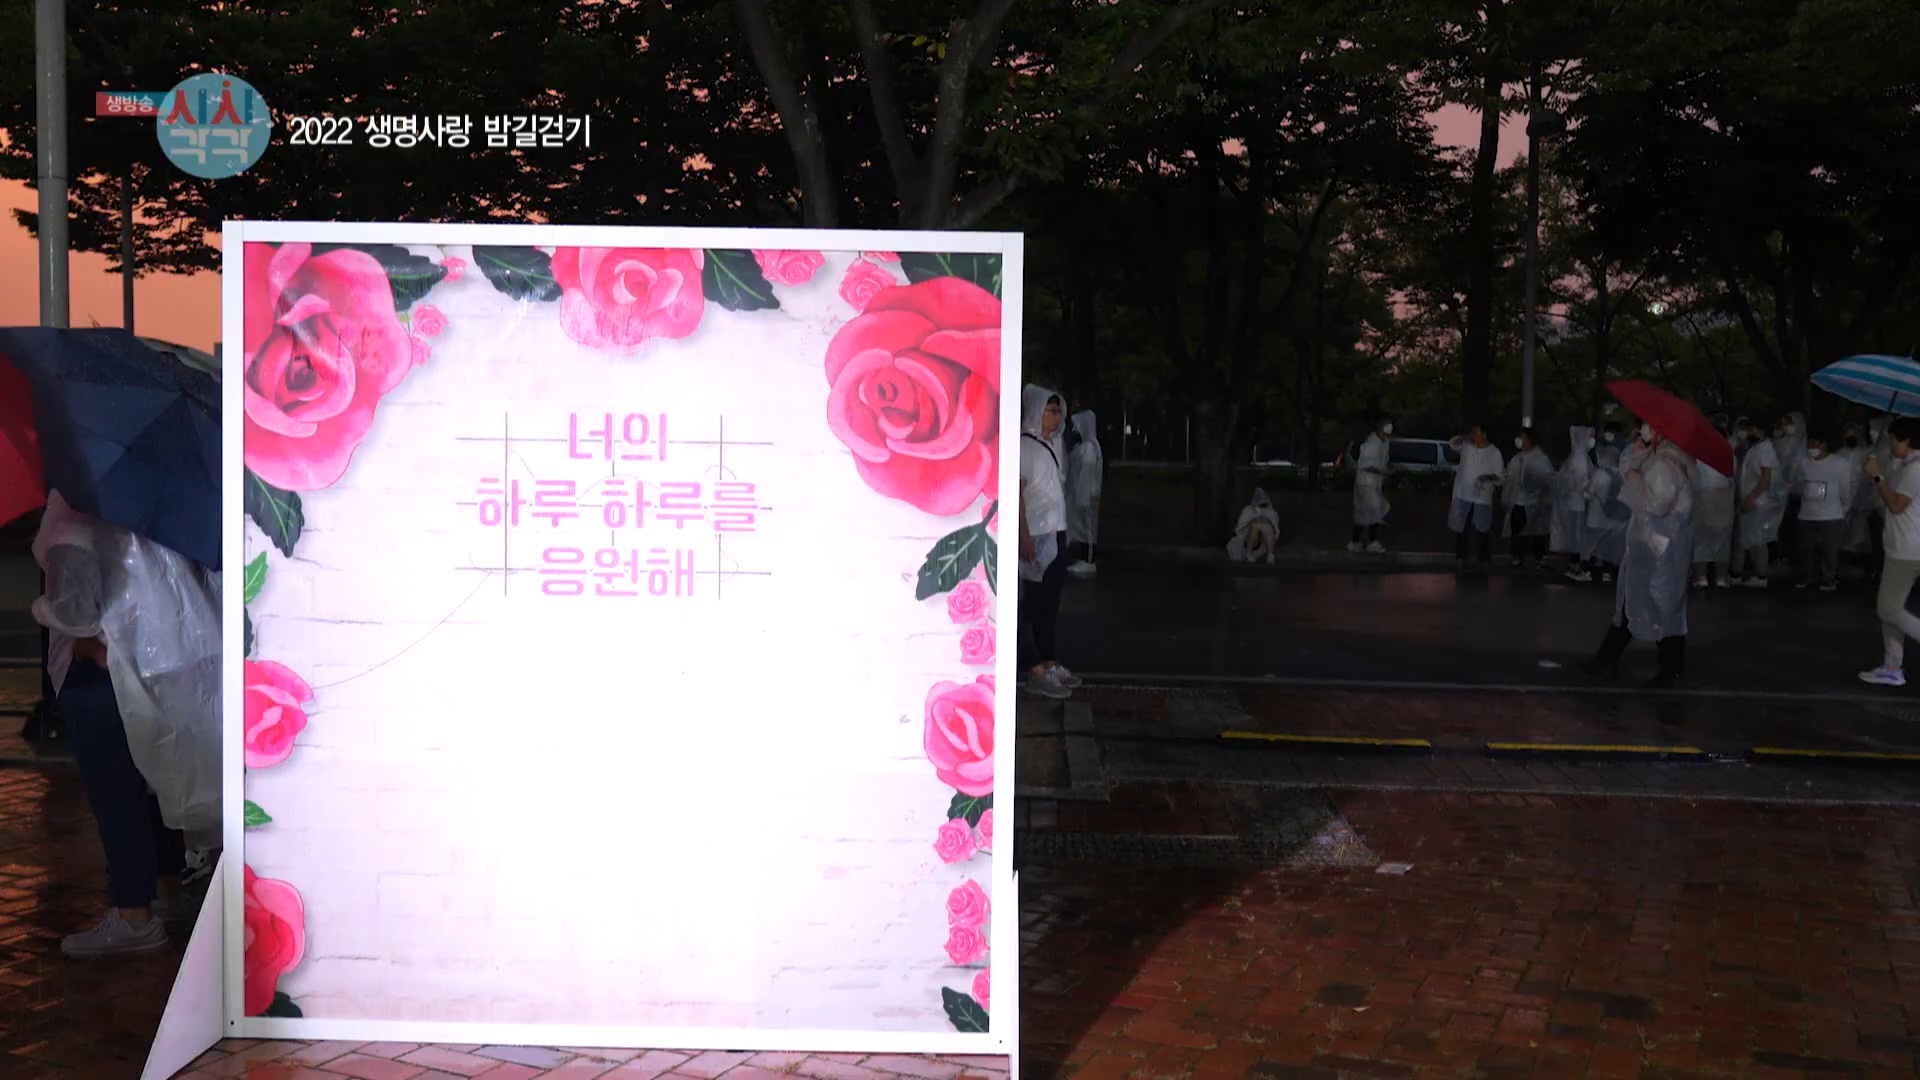 생방송
시사
각각
2022 생명사랑 밤길걷기
너의
하루 하루를
응원해